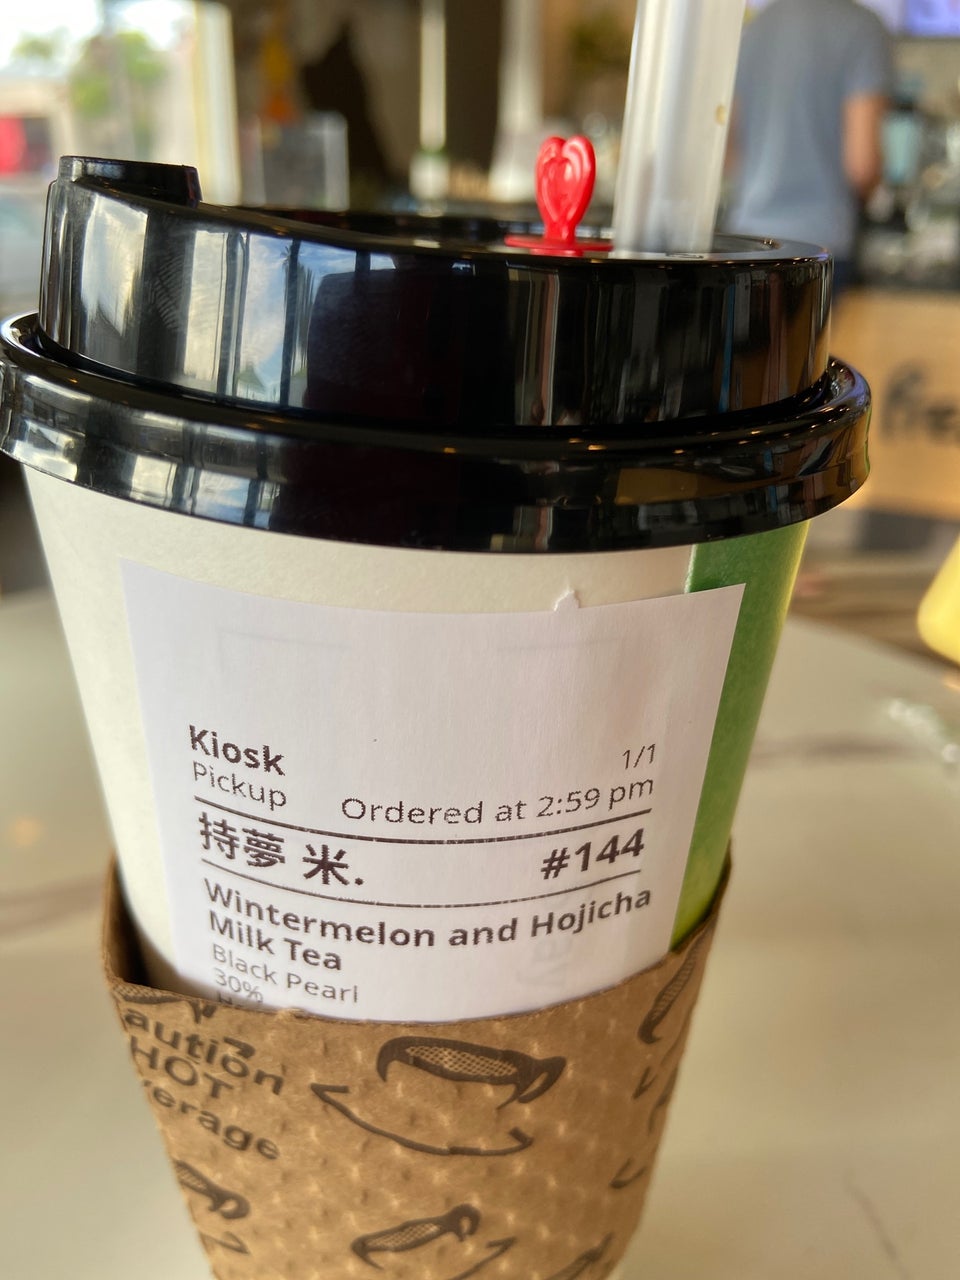 Kiosk
1/1
Pickup
Ordered at 2:59 pm
持夢 米.
#144
Wintermelon and Hojicha
Milk Tea
Black Pearl
30%
aution
HOT
erage